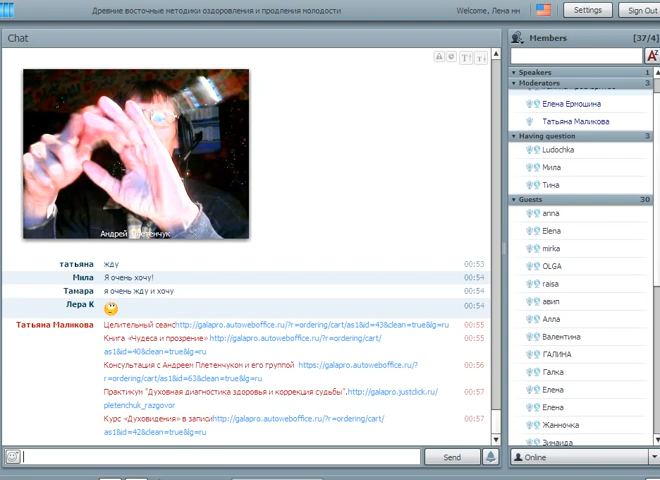 Древние восточные методики оздоровления и продления молодости
Welcome, Лена нн
Settings
Sign Out
Chat
Андрей Плетенчук
татьяна жду 00:53
Мила Я очень хочу! 00:54
Тамара я очень жду и хочу 00:54
Лера К 00:54
Татьяна Маликова Целительный сеансhttp://galapro.autoweboffice.ru/?r=ordering/cart/as1&id=43&clean=true&lg=ru 00:55
Книга «Чудеса и прозрение» http://galapro.autoweboffice.ru/?r=ordering/cart/ 00:55
as1&id=40&clean=true&lg=ru
Консультация с Андреем Плетенчуком и его группой https://galapro.autoweboffice.ru/? 00:56
r=ordering/cart/as1&id=63&clean=true&lg=ru
Практикум "Духовная диагностика здоровья и коррекция судьбы".http://galapro.justclick.ru/ 00:57
pletenchuk_razgovor
Курс «Духовидения» в записиhttp://galapro.autoweboffice.ru/?r=ordering/cart/ 00:57
as1&id=42&clean=true&lg=ru
Send
Members [37/4]
Speakers 1
Moderators 3
Елена Ермошина
Татьяна Маликова
Having question 3
Ludochka
Мила
Тина
Guests 30
anna
Elena
mirka
OLGA
raisa
авип
Алла
Валентина
ГАЛИНА
Галка
Елена
Елена
Жанночка
Зинаида
Online